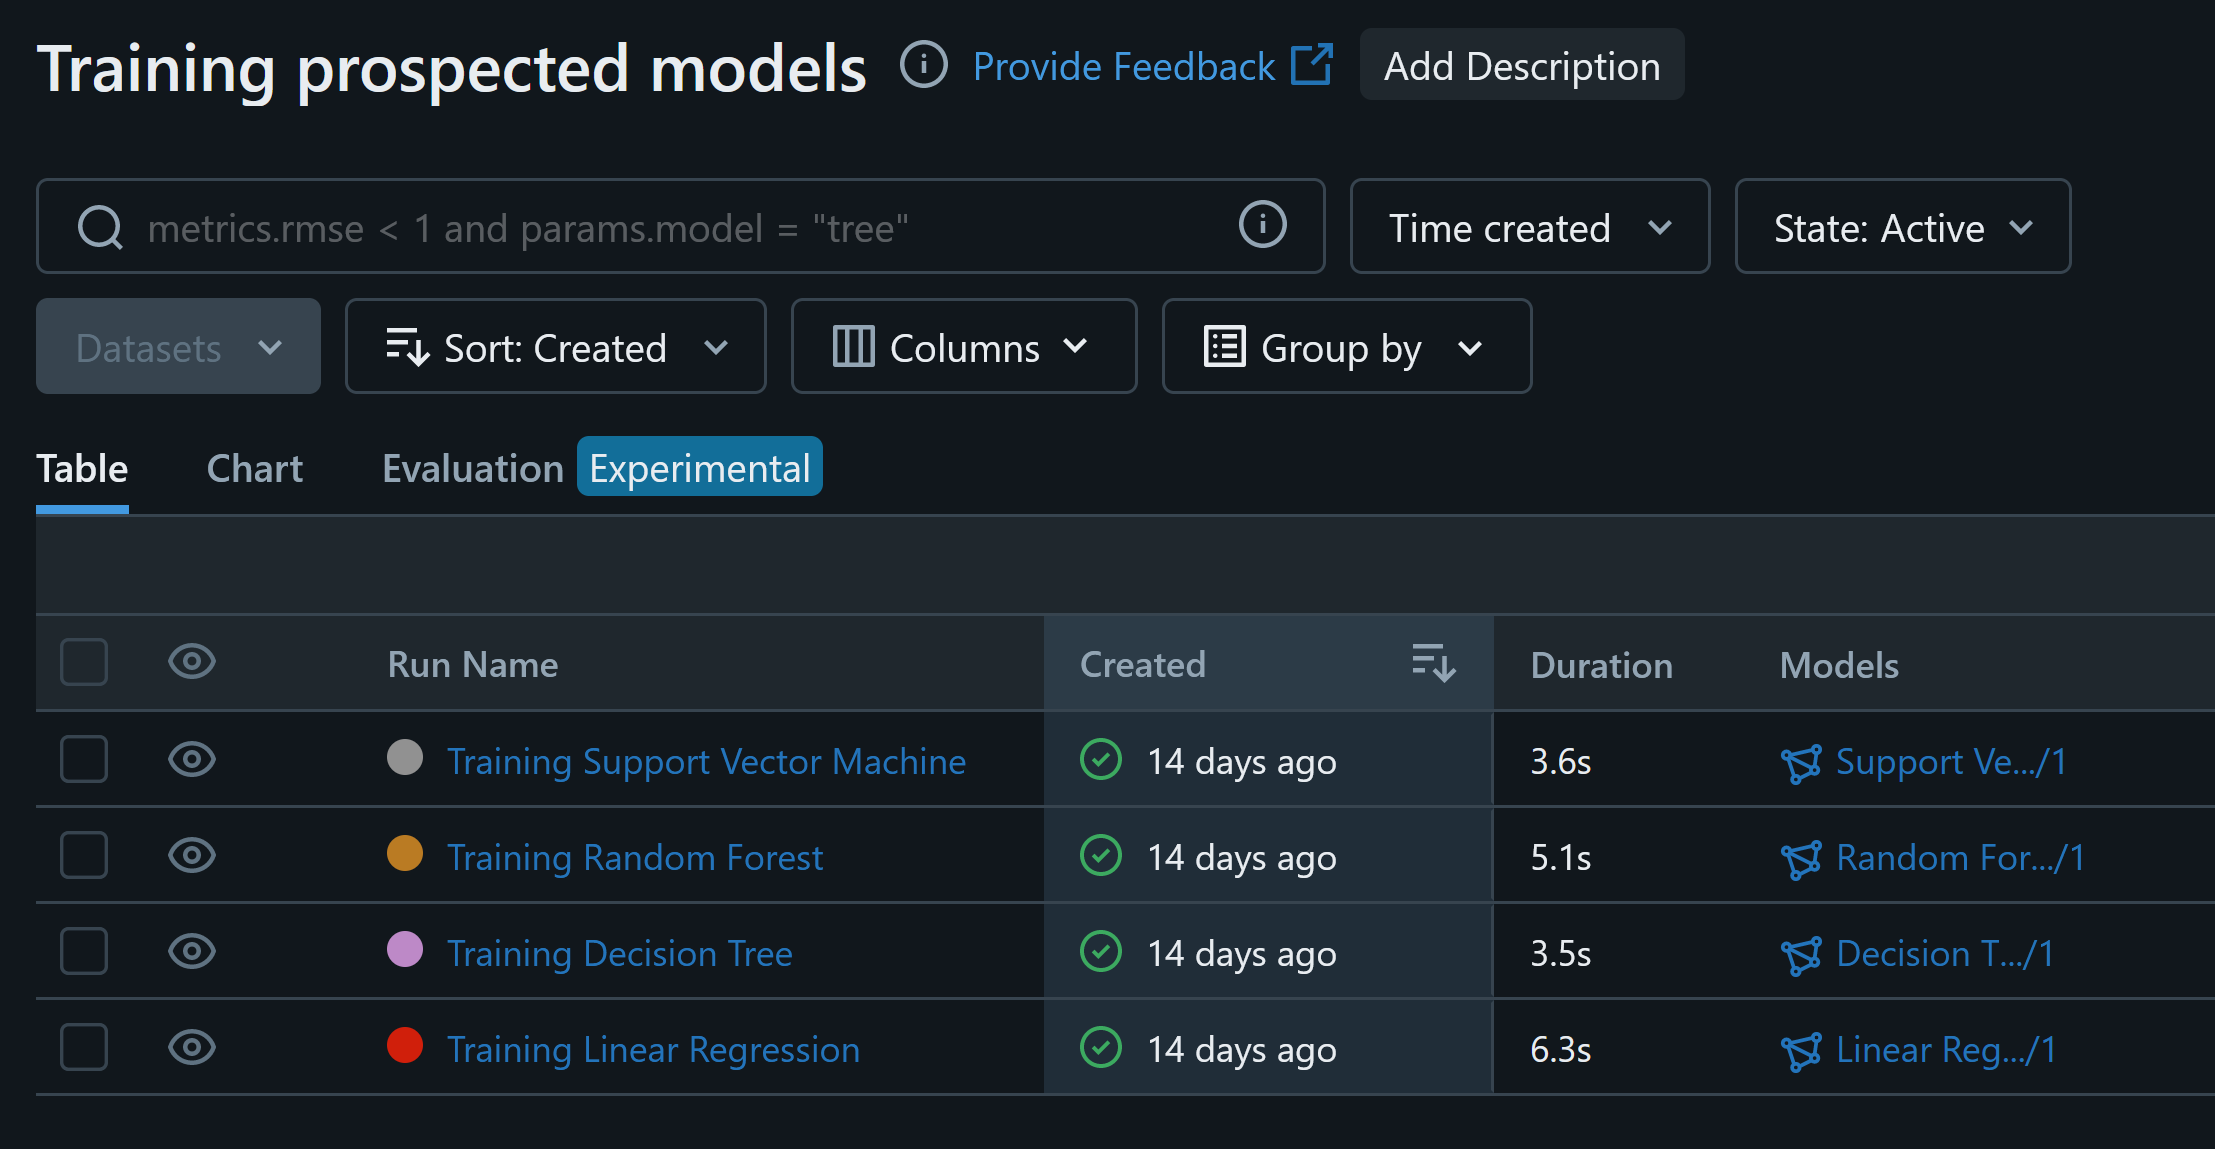 Training prospected models Provide Feedback Add Description
metrics.rmse < 1 and params.model = "tree" Time created State: Active
Datasets Sort: Created Columns Group by
Table Chart Evaluation Experimental
Run Name Created Duration Models
Training Support Vector Machine 14 days ago 3.6s Support Ve.../1
Training Random Forest 14 days ago 5.1s Random For.../1
Training Decision Tree 14 days ago 3.5s Decision T.../1
Training Linear Regression 14 days ago 6.3s Linear Reg.../1